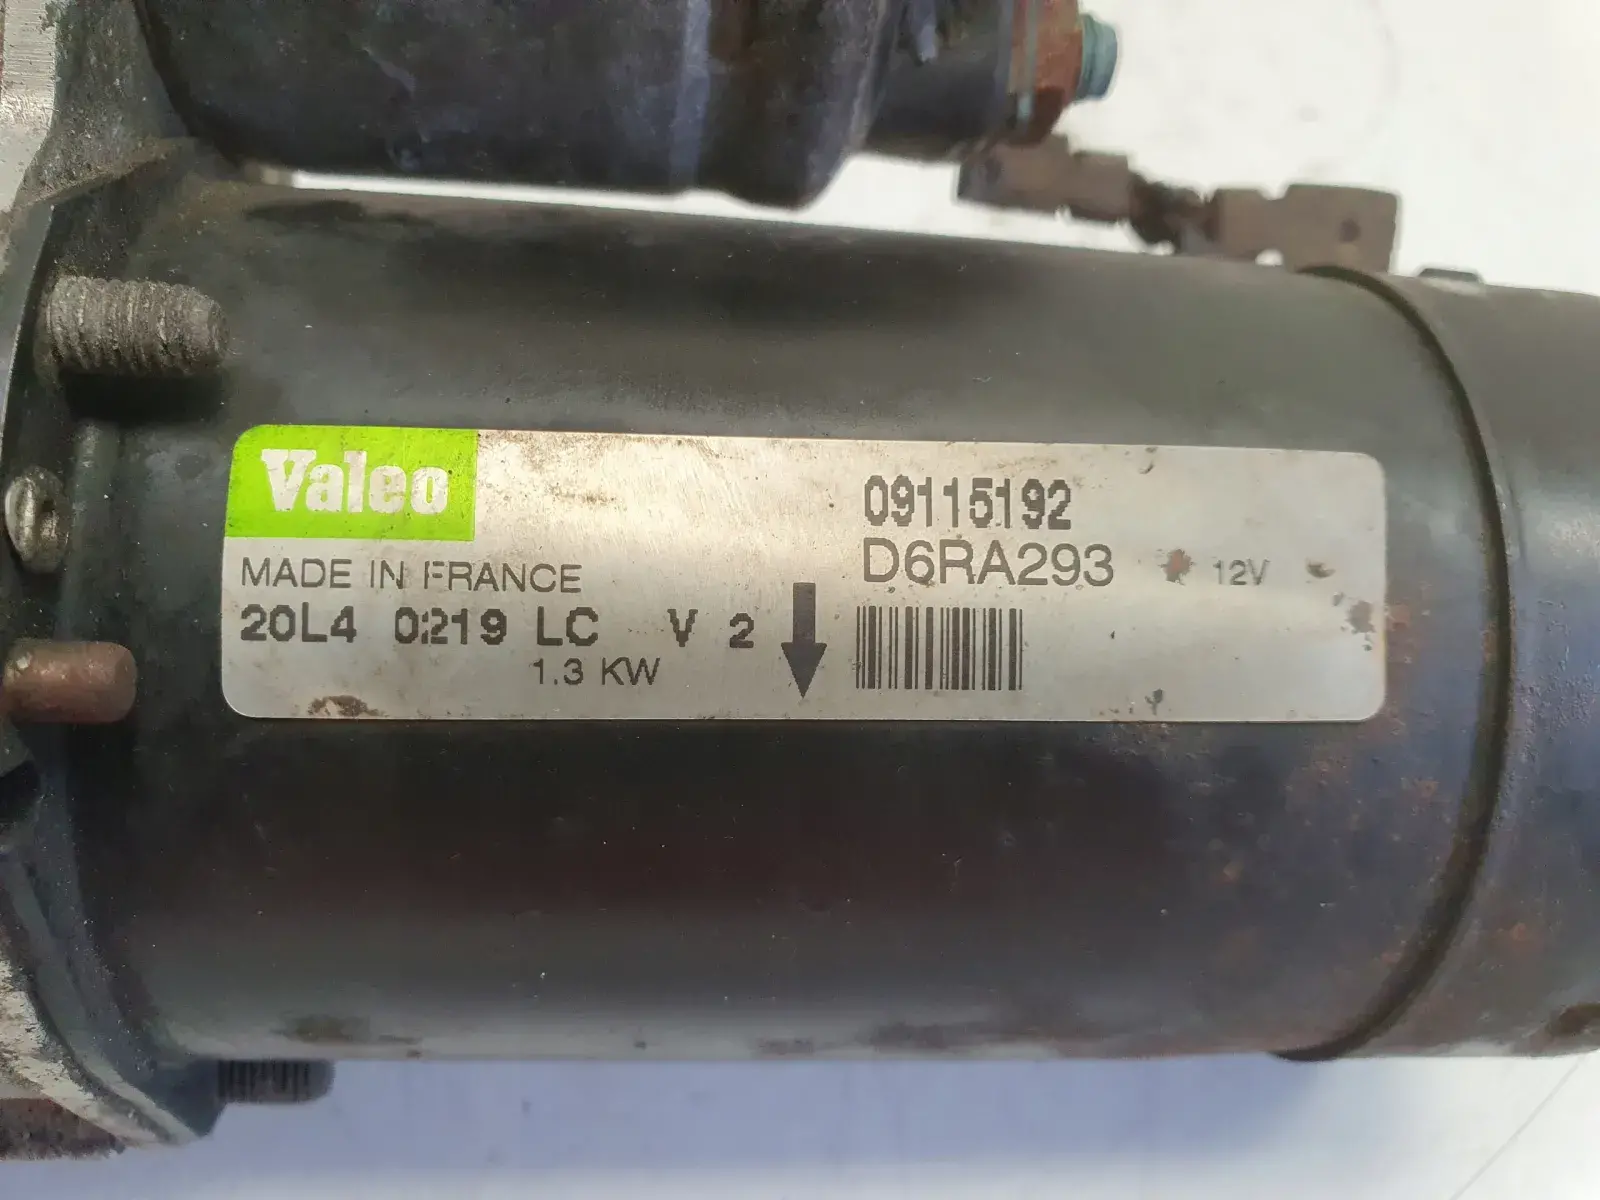 Valeo
MADE IN FRANCE
20L4 0219 LC V 2
1.3 KW
09115192
D6RA293 12V